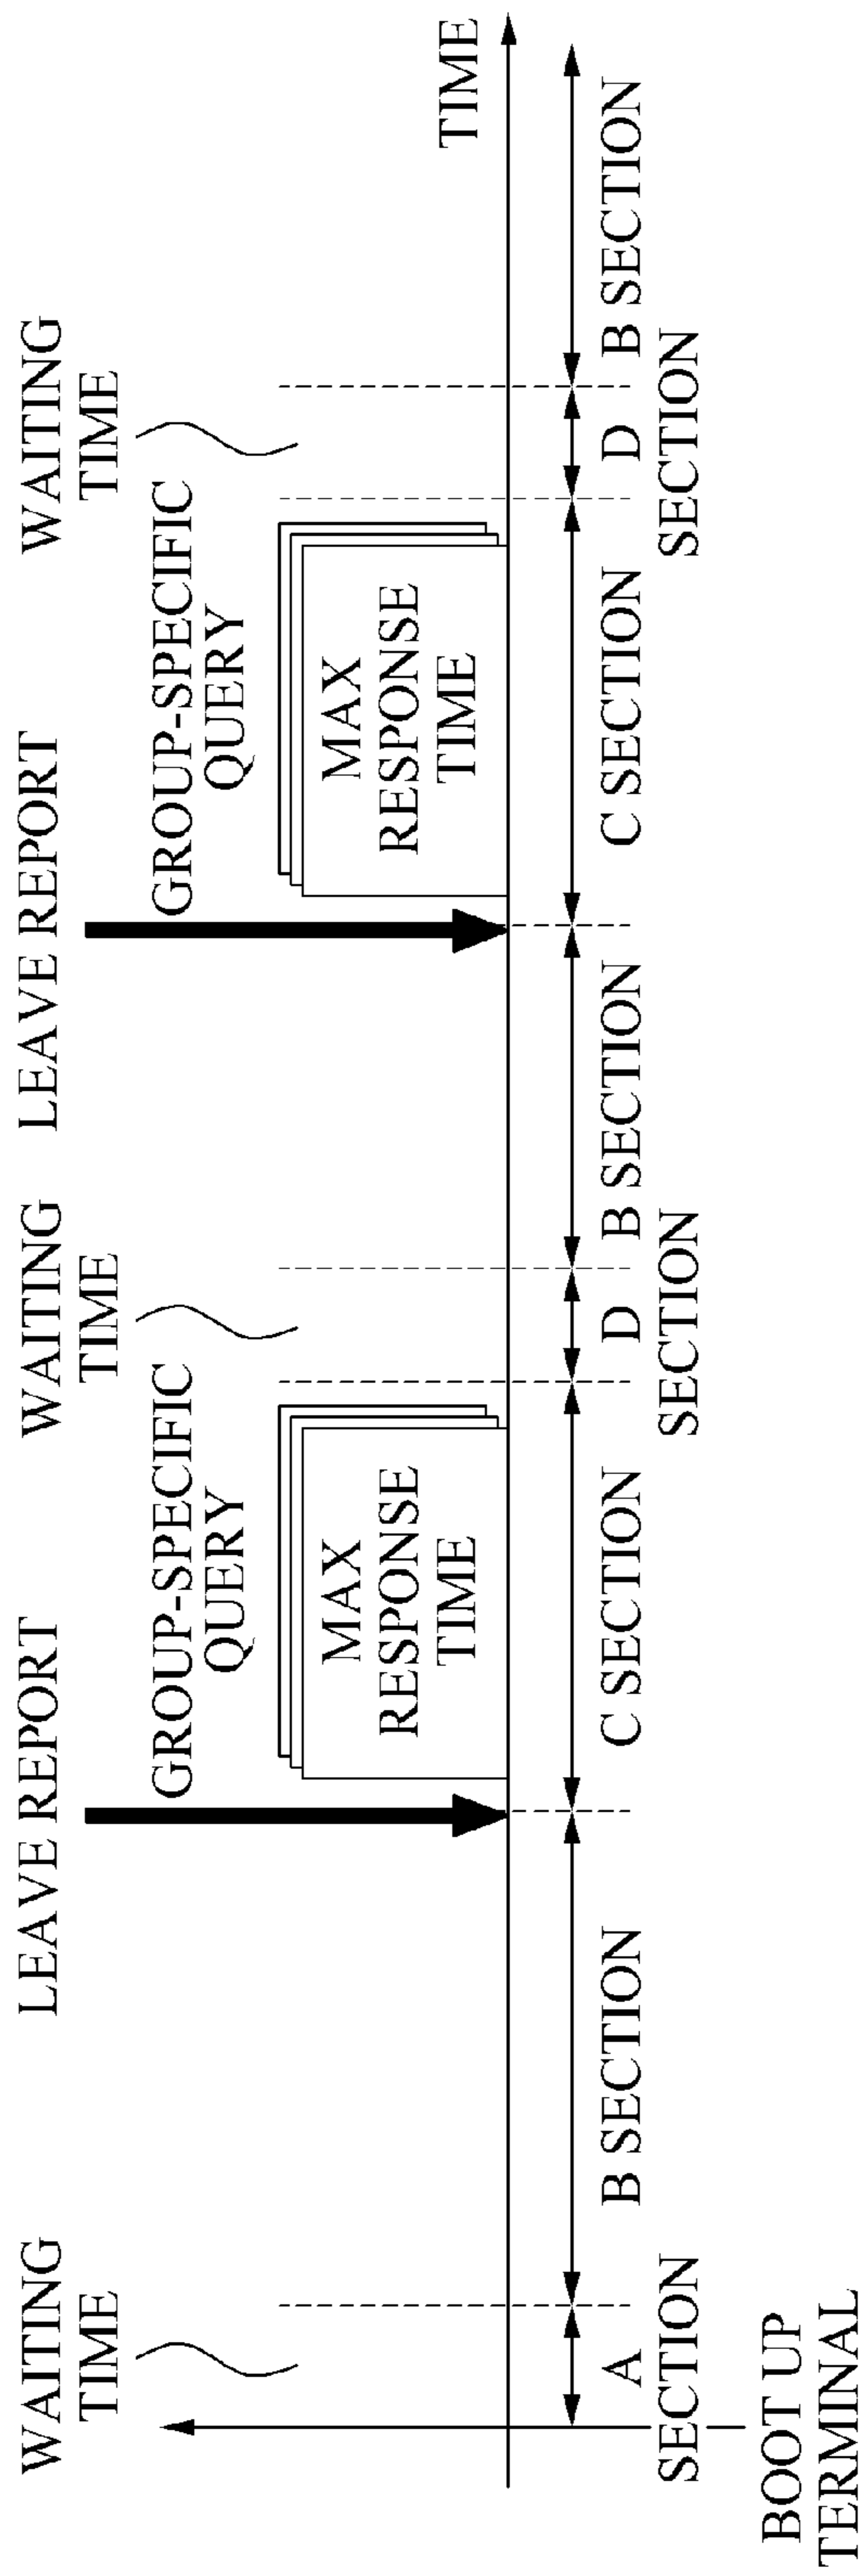 WAITING
TIME
LEAVE REPORT
GROUP-SPECIFIC
QUERY
MAX
RESPONSE
TIME
WAITING
TIME
LEAVE REPORT
GROUP-SPECIFIC
QUERY
MAX
RESPONSE
TIME
WAITING
TIME
TIME
A
SECTION
B SECTION
C SECTION
D
SECTION
B SECTION
C SECTION
D
SECTION
B SECTION
BOOT UP
TERMINAL